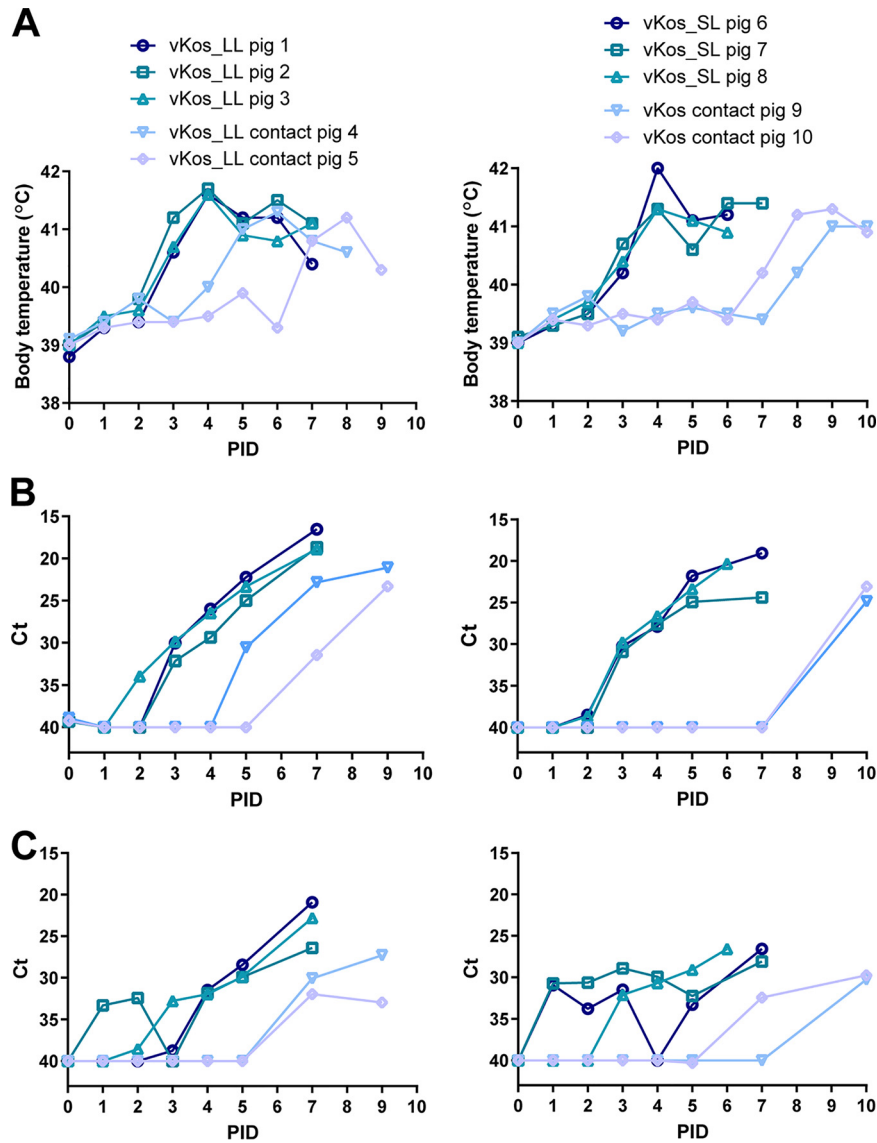 A
vKos_LL pig 1
vKos_LL pig 2
vKos_LL pig 3
vKos_LL contact pig 4
vKos_LL contact pig 5
Body temperature (°C)
42
41
40
39
38
0 1 2 3 4 5 6 7 8 9 10
PID
vKos_SL pig 6
vKos_SL pig 7
vKos_SL pig 8
vKos contact pig 9
vKos contact pig 10
Body temperature (°C)
42
41
40
39
38
0 1 2 3 4 5 6 7 8 9 10
PID
B
Ct
15
20
25
30
35
40
0 1 2 3 4 5 6 7 8 9 10
PID
Ct
15
20
25
30
35
40
0 1 2 3 4 5 6 7 8 9 10
PID
C
Ct
15
20
25
30
35
40
0 1 2 3 4 5 6 7 8 9 10
PID
Ct
15
20
25
30
35
40
0 1 2 3 4 5 6 7 8 9 10
PID